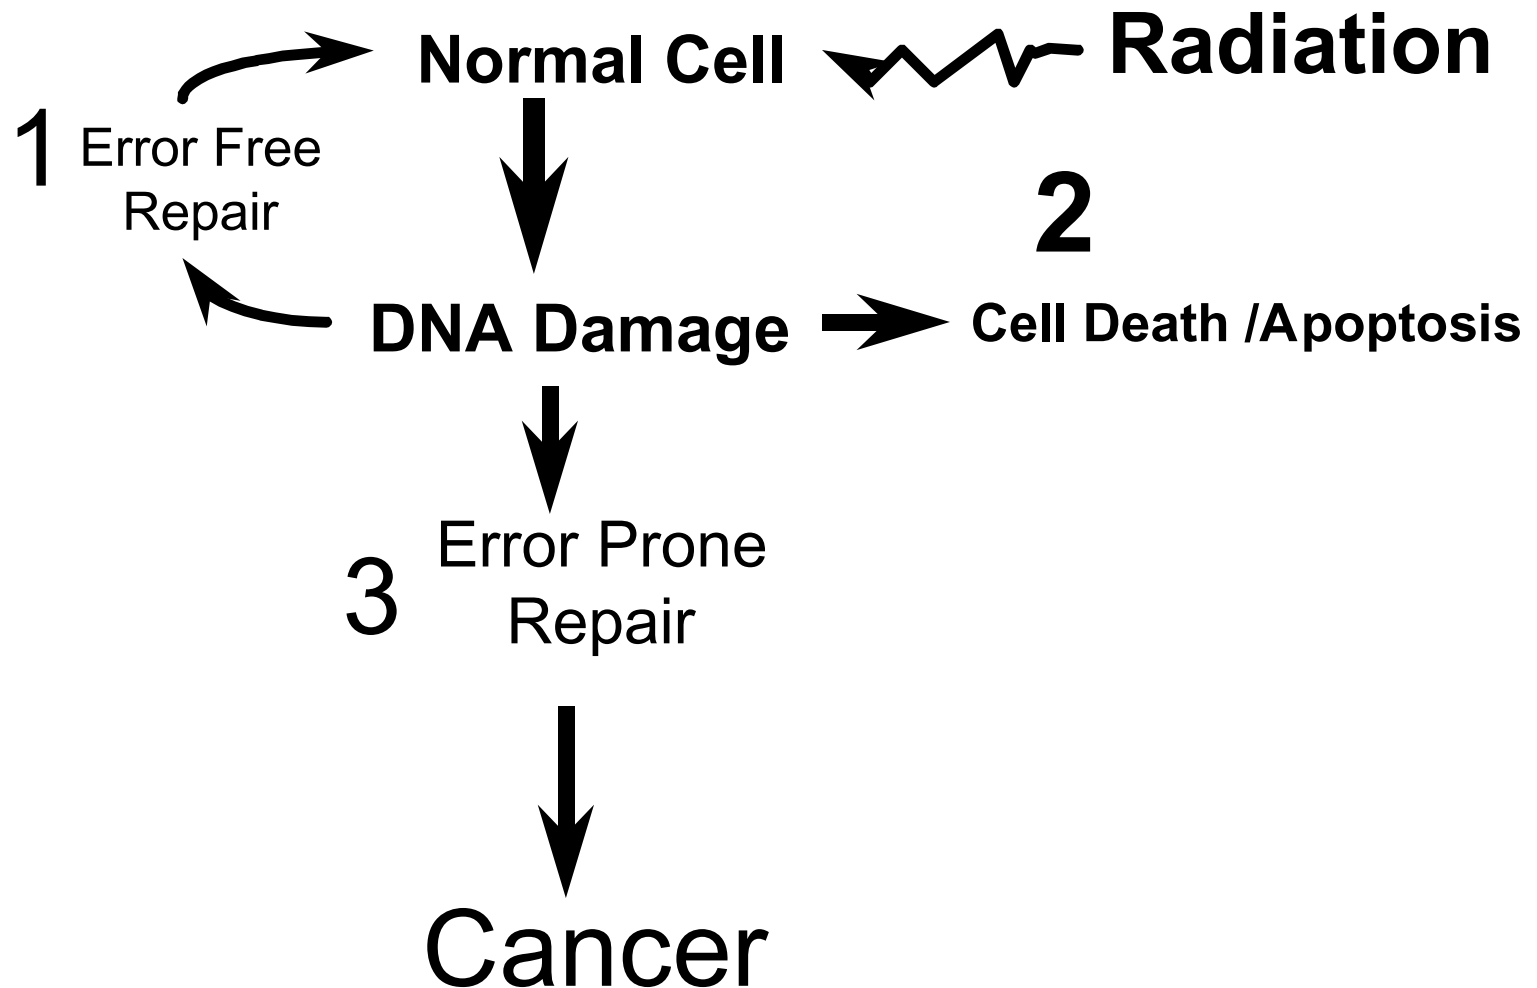 Normal Cell
Radiation
1
Error Free
Repair
2
DNA Damage
Cell Death /Apoptosis
3
Error Prone
Repair
Cancer